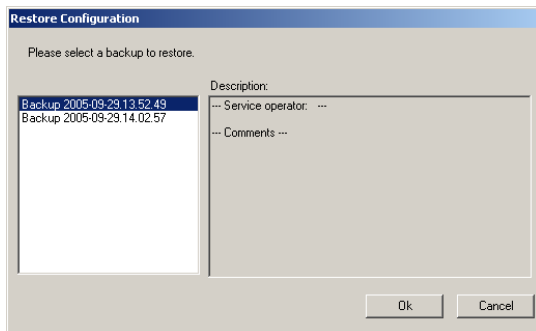 Restore Configuration
Please select a backup to restore.
Description:
Backup 2005-09-29.13.52.49
Backup 2005-09-29.14.02.57
--- Service operator:   ---
--- Comments ---
Ok
Cancel